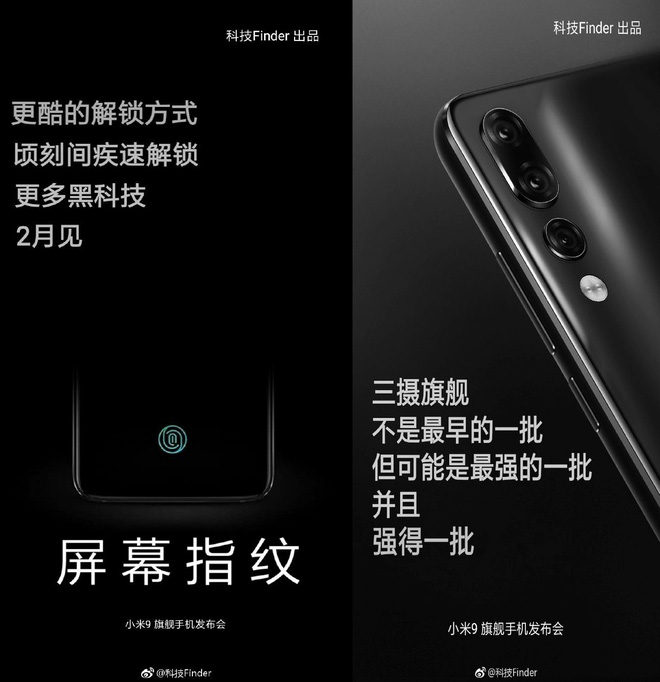 科技Finder 出品
更酷的解锁方式
顷刻间疾速解锁
更多黑科技
2月见
屏幕指纹
小米9 旗舰手机发布会
@科技Finder
科技Finder 出品
三摄旗舰
不是最早的一批
但可能是最强的一批
并且
强得一批
小米9 旗舰手机发布会
@科技Finder